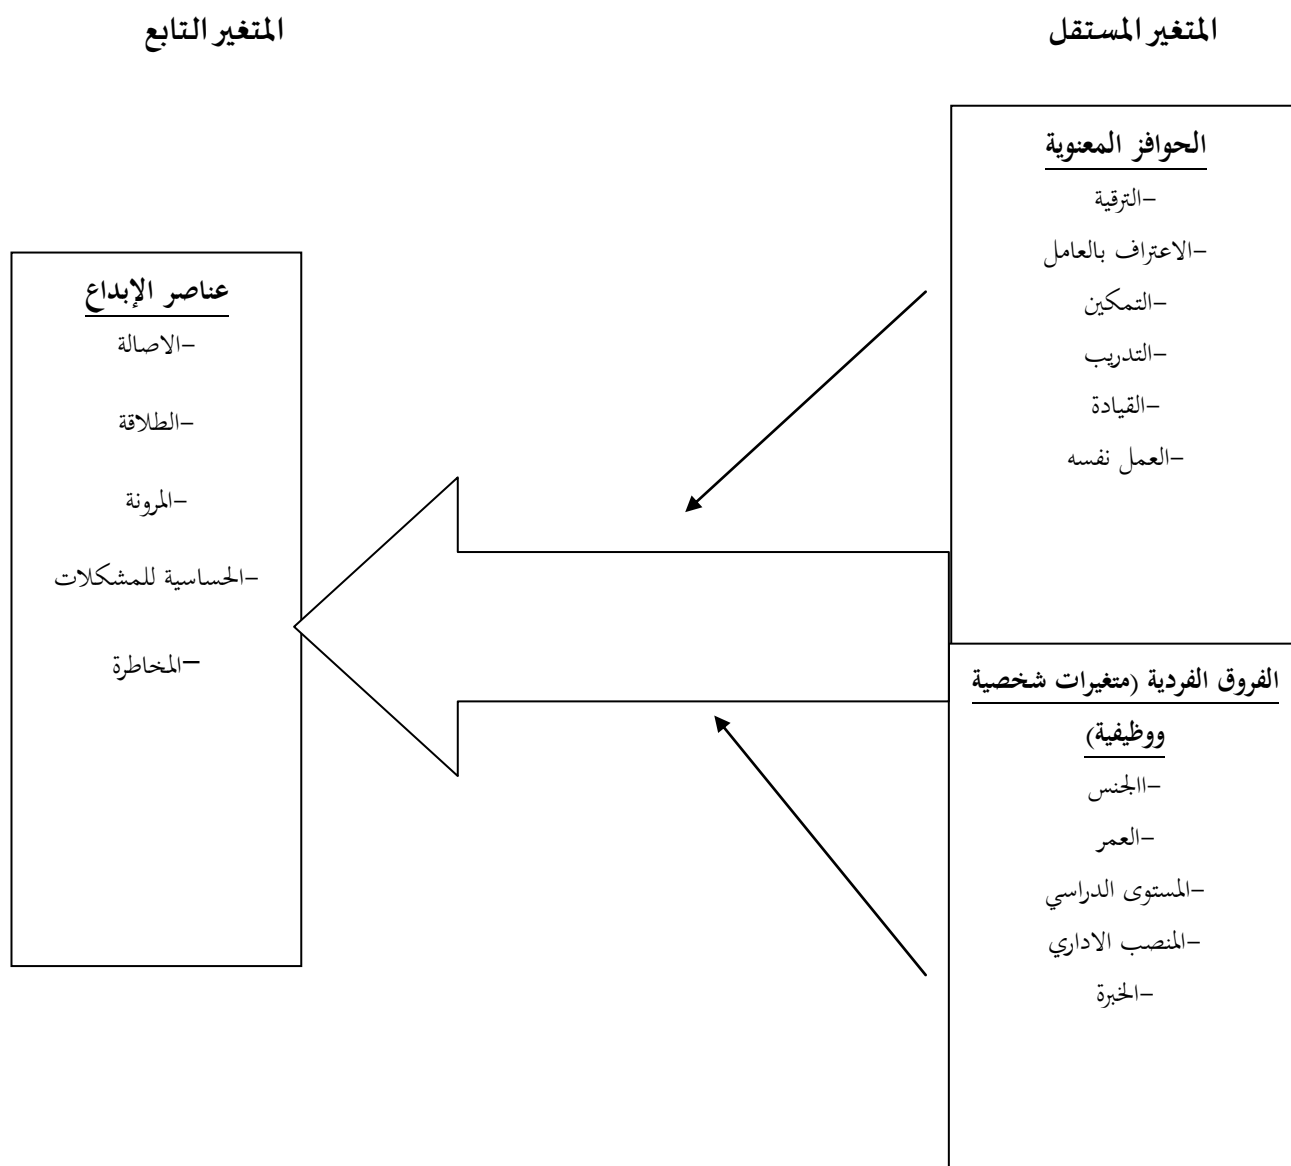 المتغير المستقل
المتغير التابع
الحوافز المعنوية
-الترقية
-الاعتراف بالعامل
-التمكين
-التدريب
-القيادة
-العمل نفسه
الفروق الفردية (متغيرات شخصية
ووظيفية)
-االجنس
-العمر
-المستوى الدراسي
-المنصب الاداري
-الخبرة
عناصر الإبداع
-الاصالة
-الطلاقة
-المرونة
-الحساسية للمشكلات
-المخاطرة